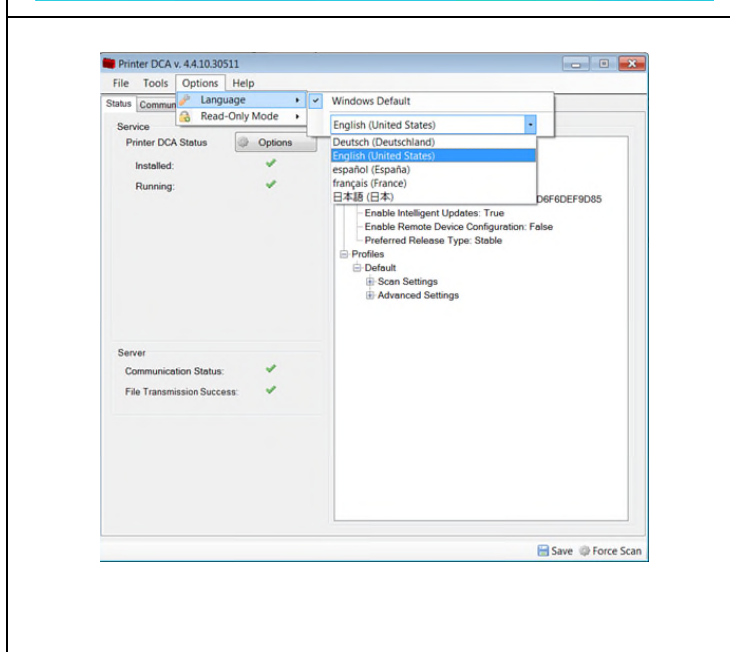 Printer DCA v. 4.4.10.30511
File Tools Options Help
Status
Language
Windows Default
Read-Only Mode
English (United States)
Service
Printer DCA Status
Options
Deutsch (Deutschland)
English (United States)
español (España)
français (France)
日本語 (日本)
Installed:
Running:
D6F6DEF9D85
Enable Intelligent Updates: True
Enable Remote Device Configuration: False
Preferred Release Type: Stable
Profiles
Default
Scan Settings
Advanced Settings
Server
Communication Status:
File Transmission Success:
Save Force Scan